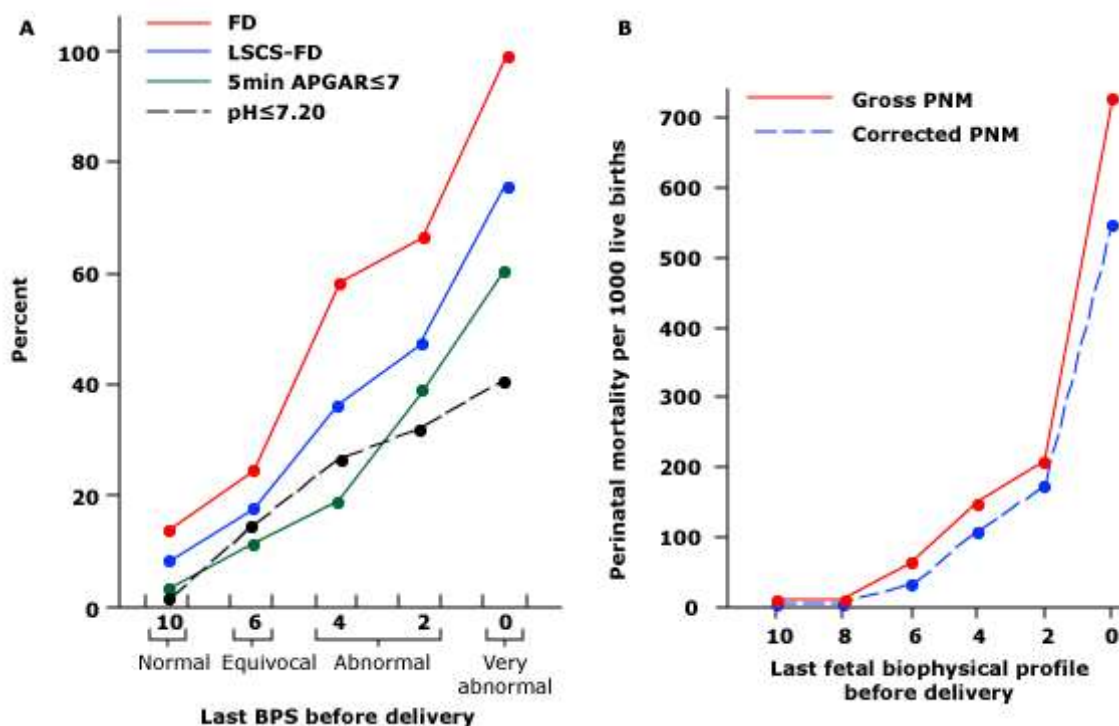 A
FD
LSCS-FD
5min APGAR≤7
pH≤7.20
100
80
60
40
20
0
Percent
10 6 4 2 0
Normal Equivocal Abnormal Very
abnormal
Last BPS before delivery
B
Gross PNM
Corrected PNM
700
600
500
400
300
200
100
0
Perinatal mortality per 1000 live births
10 8 6 4 2 0
Last fetal biophysical profile
before delivery